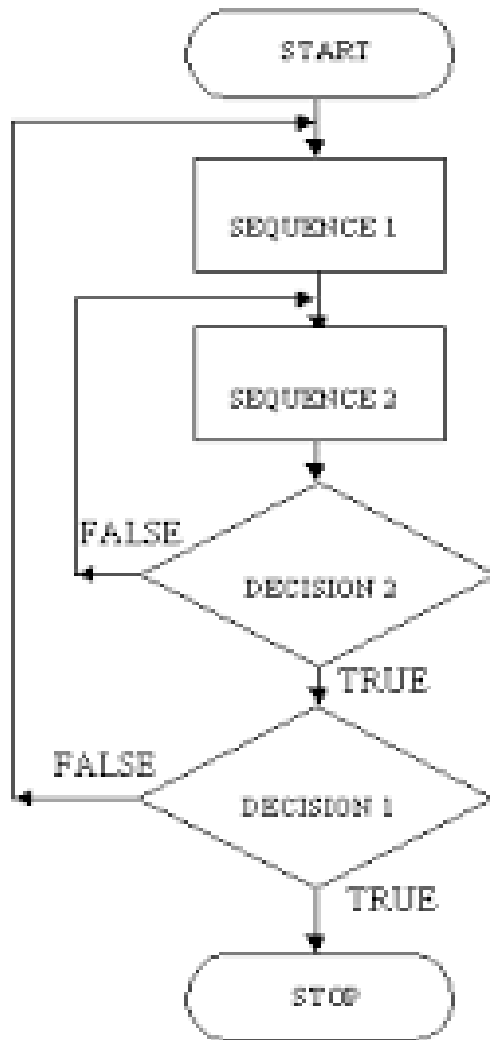 START
SEQUENCE 1
SEQUENCE 2
FALSE
DECISION 2
TRUE
FALSE
DECISION 1
TRUE
STOP